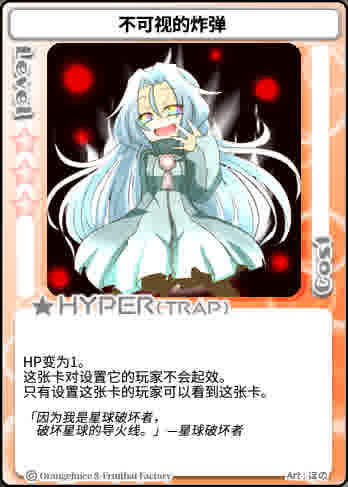 不可视的炸弹
Level
Cost
HYPER(TRAP)
HP变为1。
这张卡对设置它的玩家不会起效。
只有设置这张卡的玩家可以看到这张卡。
「因为我是星球破坏者，
破坏星球的导火线。」—星球破坏者
© OrangeJuice & Fruitbat Factory
Art : ほの